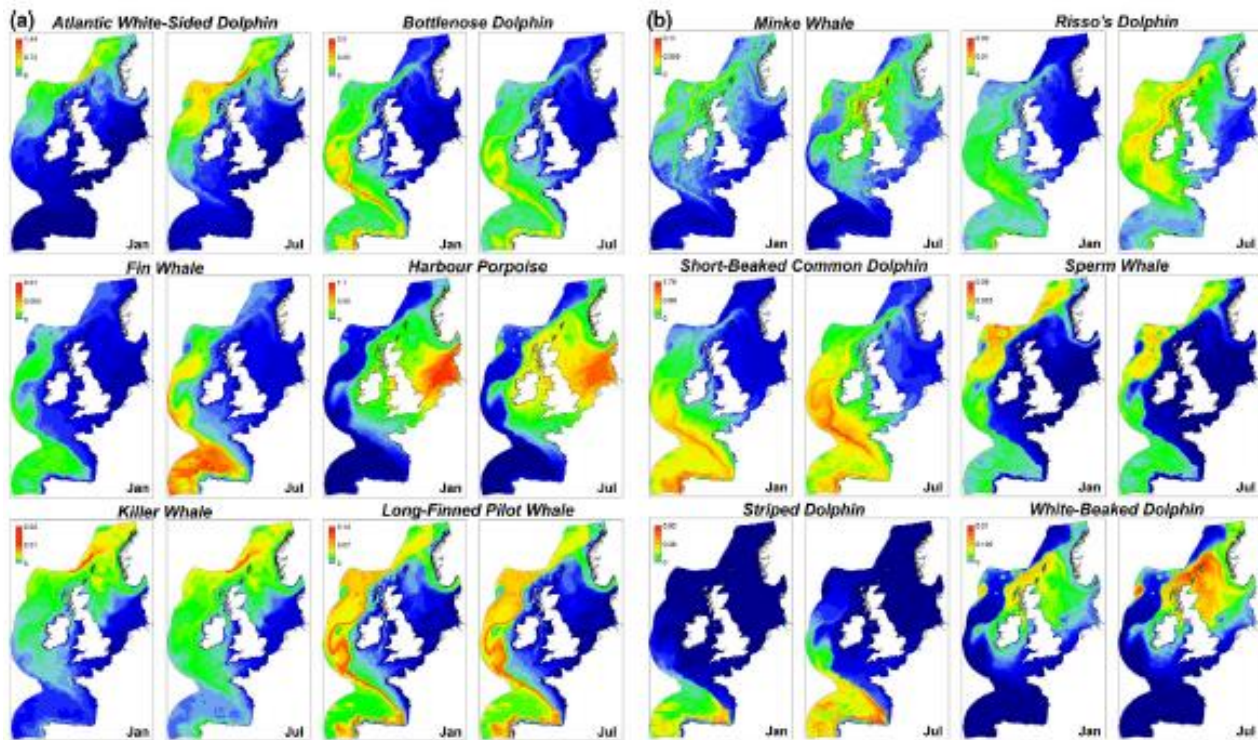 (a) Atlantic White-Sided Dolphin Bottlenose Dolphin (b) Minke Whale Risso's Dolphin
Jan Jul Jan Jul Jan Jul Jan Jul
Fin Whale Harbour Porpoise Short-Beaked Common Dolphin Sperm Whale
Jan Jul Jan Jul Jan Jul Jan Jul
Killer Whale Long-Finned Pilot Whale Striped Dolphin White-Beaked Dolphin
Jan Jul Jan Jul Jan Jul Jan Jul